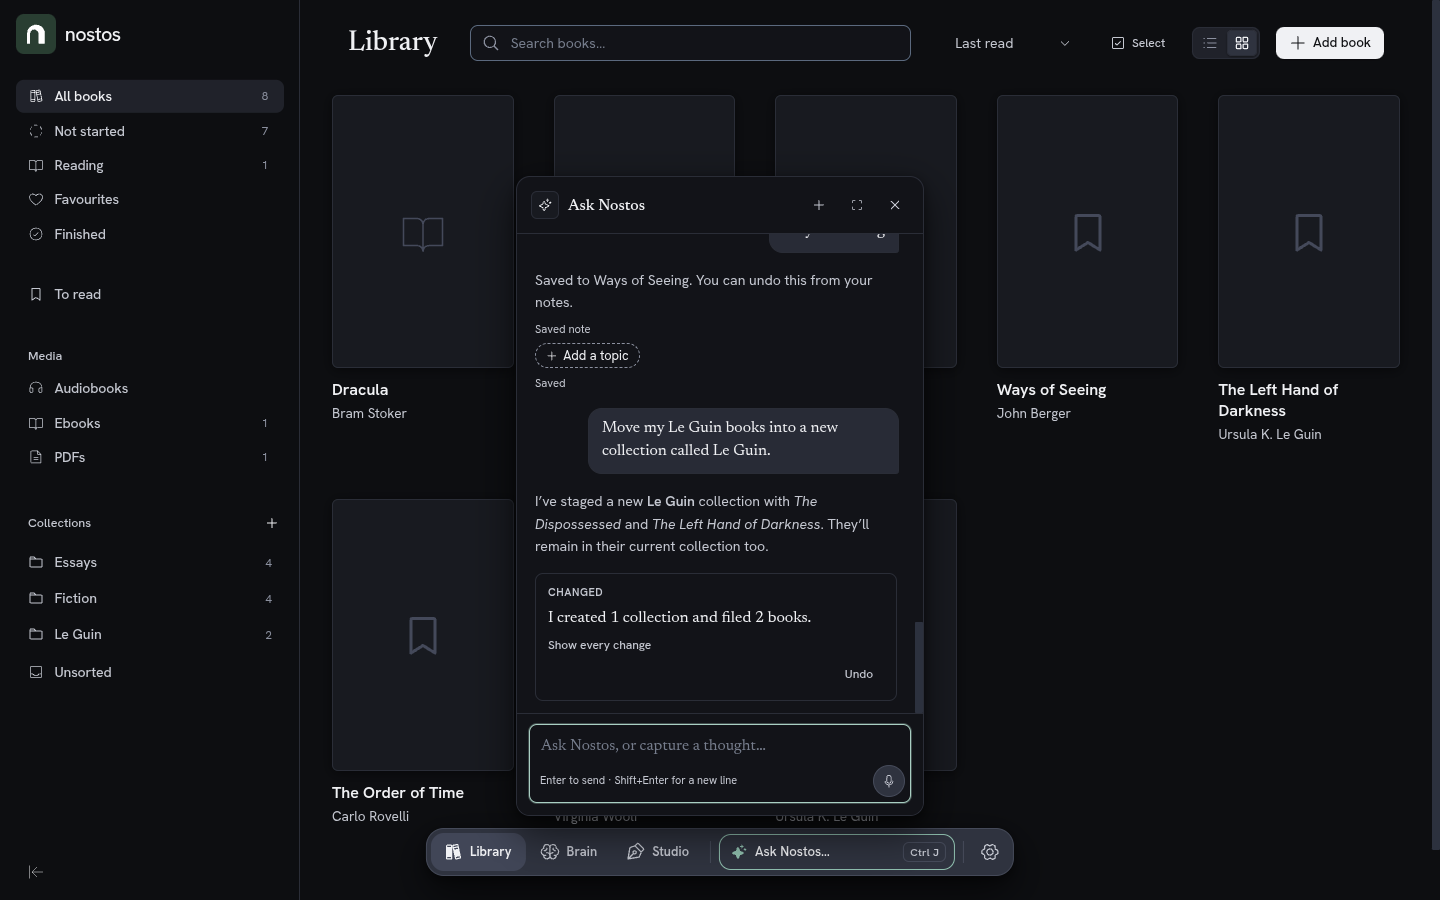 nostos
Library
Search books...
Last read
Select
Add book
All books 8
Not started 7
Reading 1
Favourites
Finished
To read
Media
Audiobooks
Ebooks 1
PDFs 1
Collections
Essays 4
Fiction 4
Le Guin 2
Unsorted
Dracula
Bram Stoker
Ways of Seeing
John Berger
The Left Hand of
Darkness
Ursula K. Le Guin
The Order of Time
Carlo Rovelli
Virginia Woolf
Ursula K. Le Guin
Ask Nostos
Saved to Ways of Seeing. You can undo this from your
notes.
Saved note
Add a topic
Saved
Move my Le Guin books into a new
collection called Le Guin.
I’ve staged a new Le Guin collection with The
Dispossessed and The Left Hand of Darkness. They’ll
remain in their current collection too.
CHANGED
I created 1 collection and filed 2 books.
Show every change
Undo
Ask Nostos, or capture a thought…
Enter to send · Shift+Enter for a new line
Library
Brain
Studio
Ask Nostos...
Ctrl J